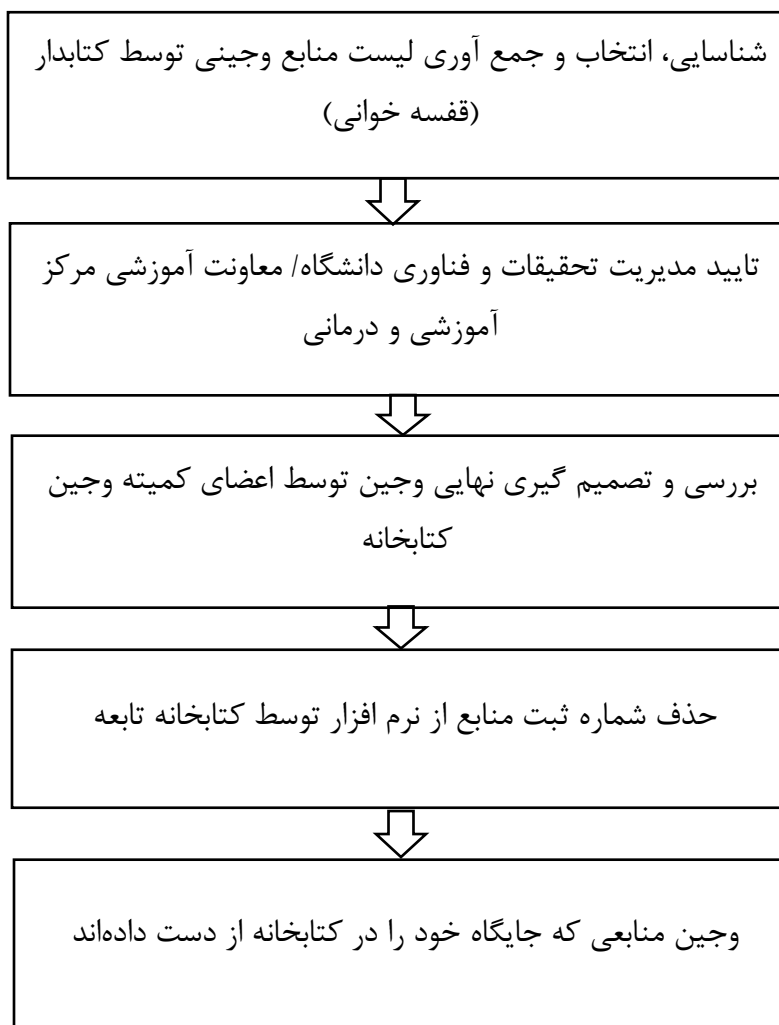 شناسایی، انتخاب و جمع آوری لیست منابع وجینی توسط کتابدار
(قفسه خوانی)
تایید مدیریت تحقیقات و فناوری دانشگاه/ معاونت آموزشی مرکز
آموزشی و درمانی
بررسی و تصمیم گیری نهایی وجین توسط اعضای کمیته وجین
کتابخانه
حذف شماره ثبت منابع از نرم افزار توسط کتابخانه تابعه
وجین منابعی که جایگاه خود را در کتابخانه از دست داده‌اند